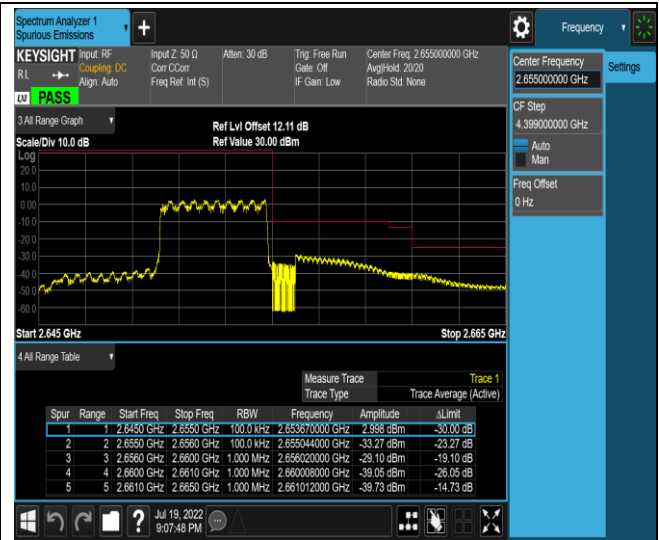 Spectrum Analyzer 1
Spurious Emissions
Frequency
KEYSIGHT
RL
LXI
PASS
Input: RF
Coupling: DC
Align: Auto
Input Z: 50 Ω
Corr CCorr
Freq Ref: Int (S)
Atten: 30 dB
Trig: Free Run
Gate: Off
IF Gain: Low
Center Freq: 2.655000000 GHz
Avg|Hold: 20/20
Radio Std: None
Center Frequency
2.655000000 GHz
Settings
CF Step
4.399000000 GHz
Auto
Man
Freq Offset
0 Hz
3 All Range Graph
Scale/Div 10.0 dB
Ref Lvl Offset 12.11 dB
Ref Value 30.00 dBm
Log
20.0
10.0
0.00
-10.0
-20.0
-30.0
-40.0
-50.0
-60.0
Start 2.645 GHz
Stop 2.665 GHz
4 All Range Table
Measure Trace Trace 1
Trace Type Trace Average (Active)
Spur Range Start Freq Stop Freq RBW Frequency Amplitude ΔLimit
1 1 2.6450 GHz 2.6550 GHz 100.0 kHz 2.653670000 GHz 2.998 dBm -30.00 dB
2 2 2.6550 GHz 2.6560 GHz 100.0 kHz 2.655044000 GHz -33.27 dBm -23.27 dB
3 3 2.6560 GHz 2.6600 GHz 1.000 MHz 2.656020000 GHz -29.10 dBm -19.10 dB
4 4 2.6600 GHz 2.6610 GHz 1.000 MHz 2.660008000 GHz -39.05 dBm -26.05 dB
5 5 2.6610 GHz 2.6650 GHz 1.000 MHz 2.661012000 GHz -39.73 dBm -14.73 dB
Jul 19, 2022
9:07:48 PM